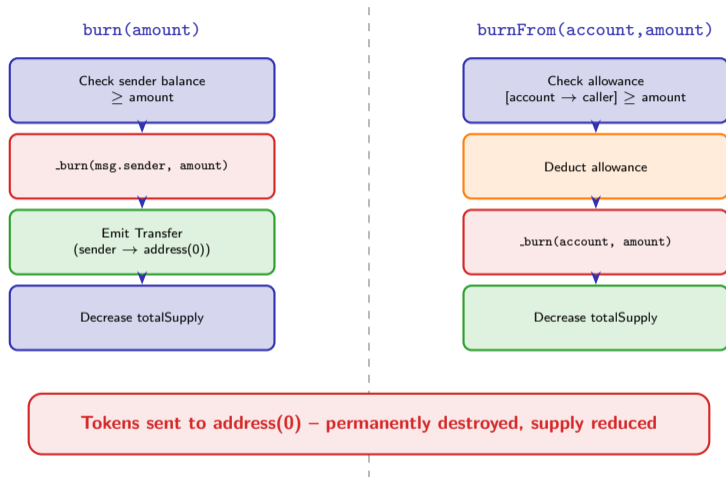 burn(amount)
Check sender balance
≥ amount
_burn(msg.sender, amount)
Emit Transfer
(sender → address(0))
Decrease totalSupply
burnFrom(account,amount)
Check allowance
[account → caller] ≥ amount
Deduct allowance
_burn(account, amount)
Decrease totalSupply
Tokens sent to address(0) – permanently destroyed, supply reduced